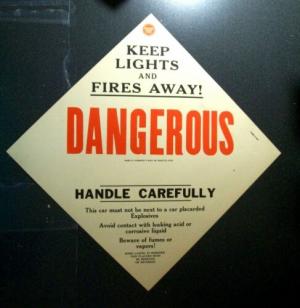 KEEP
LIGHTS
AND
FIRES AWAY!
DANGEROUS
HANDLE CAREFULLY
This car must not be next to a car placarded
Explosives
Avoid contact with leaking acid or
corrosive liquid
Beware of fumes or
vapors!